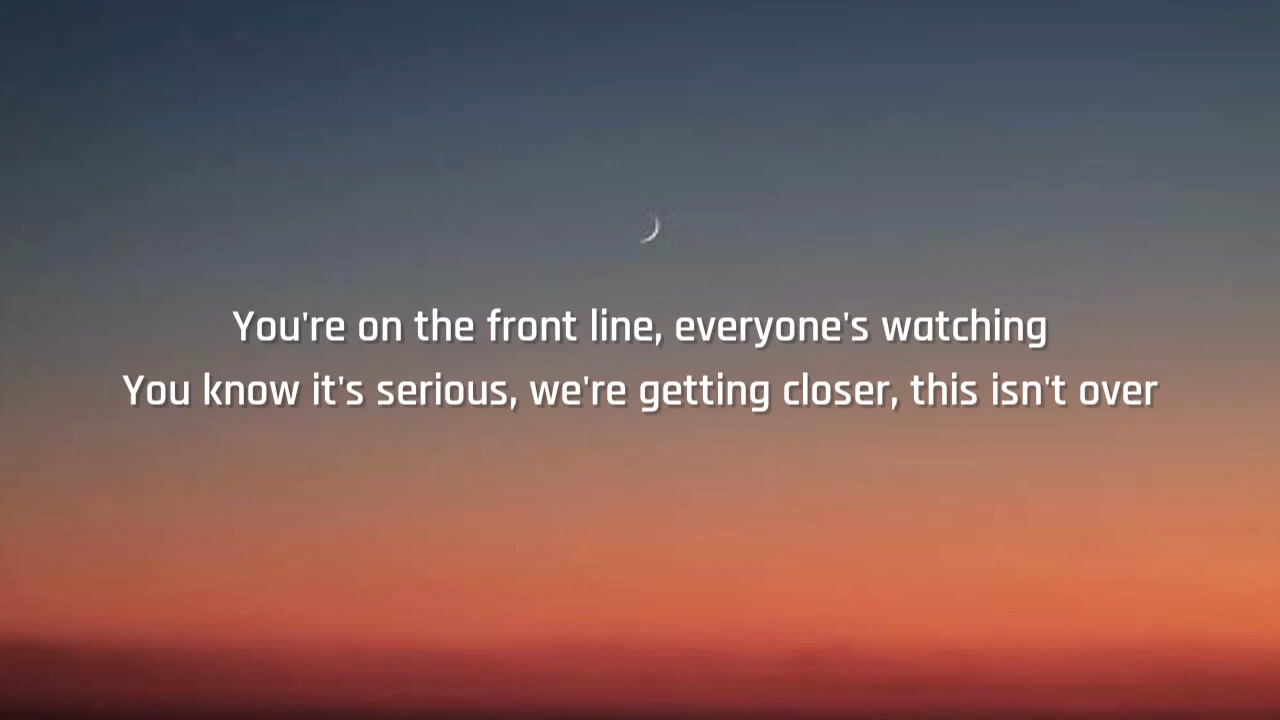 You're on the front line, everyone's watching
You know it's serious, we're getting closer, this isn't over